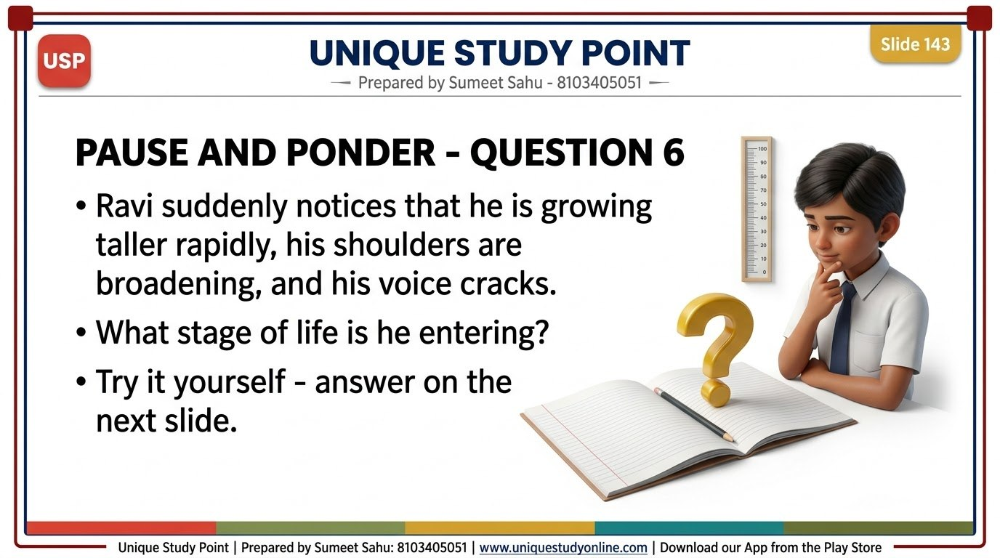 USP
UNIQUE STUDY POINT
Prepared by Sumeet Sahu - 8103405051
Slide 143
PAUSE AND PONDER - QUESTION 6
• Ravi suddenly notices that he is growing
taller rapidly, his shoulders are
broadening, and his voice cracks.
• What stage of life is he entering?
• Try it yourself - answer on the
next slide.
100
90
50
70
50
40
30
20
10
0
?
Unique Study Point | Prepared by Sumeet Sahu: 8103405051 | www.uniquestudyonline.com | Download our App from the Play Store